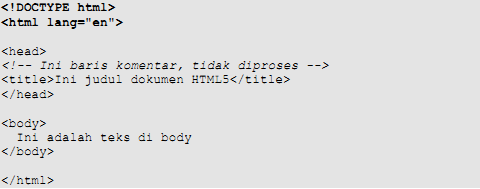 <!DOCTYPE html>
<html lang="en">
<head>
<!-- Ini baris komentar, tidak diproses -->
<title>Ini judul dokumen HTML5</title>
</head>
<body>
Ini adalah teks di body
</body>
</html>